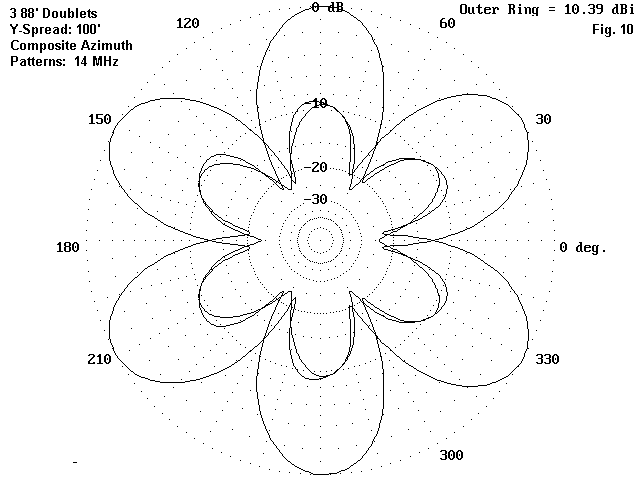 3 88' Doublets
Y-Spread: 100'
Composite Azimuth
Patterns: 14 MHz
0 dB
Outer Ring = 10.39 dBi
Fig. 10
120
60
-10
150
30
-20
-30
180
0 deg.
210
330
300